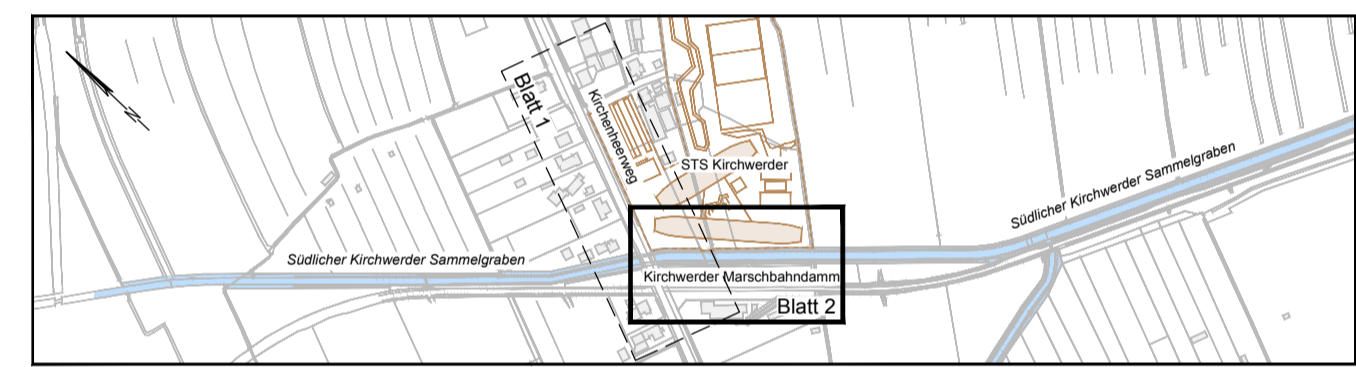 N
Blatt 1
Kirchenheerweg
STS Kirchwerder
Südlicher Kirchwerder Sammelgraben
Südlicher Kirchwerder Sammelgraben
Kirchwerder Marschbahndamm
Blatt 2